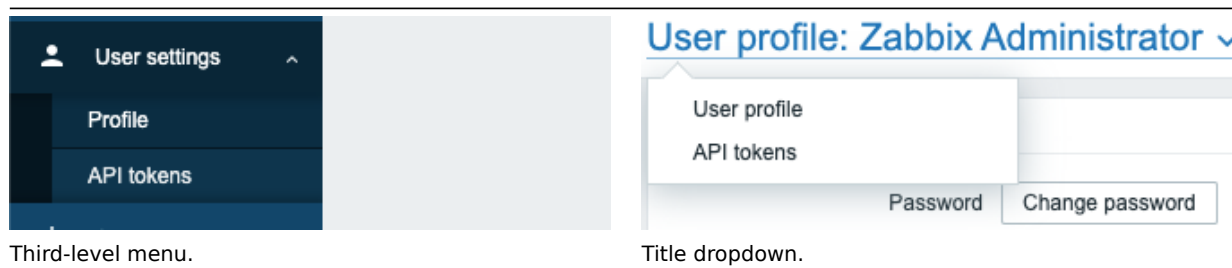 User settings
Profile
API tokens
Third-level menu.
User profile: Zabbix Administrator
User profile
API tokens
Password
Change password
Title dropdown.